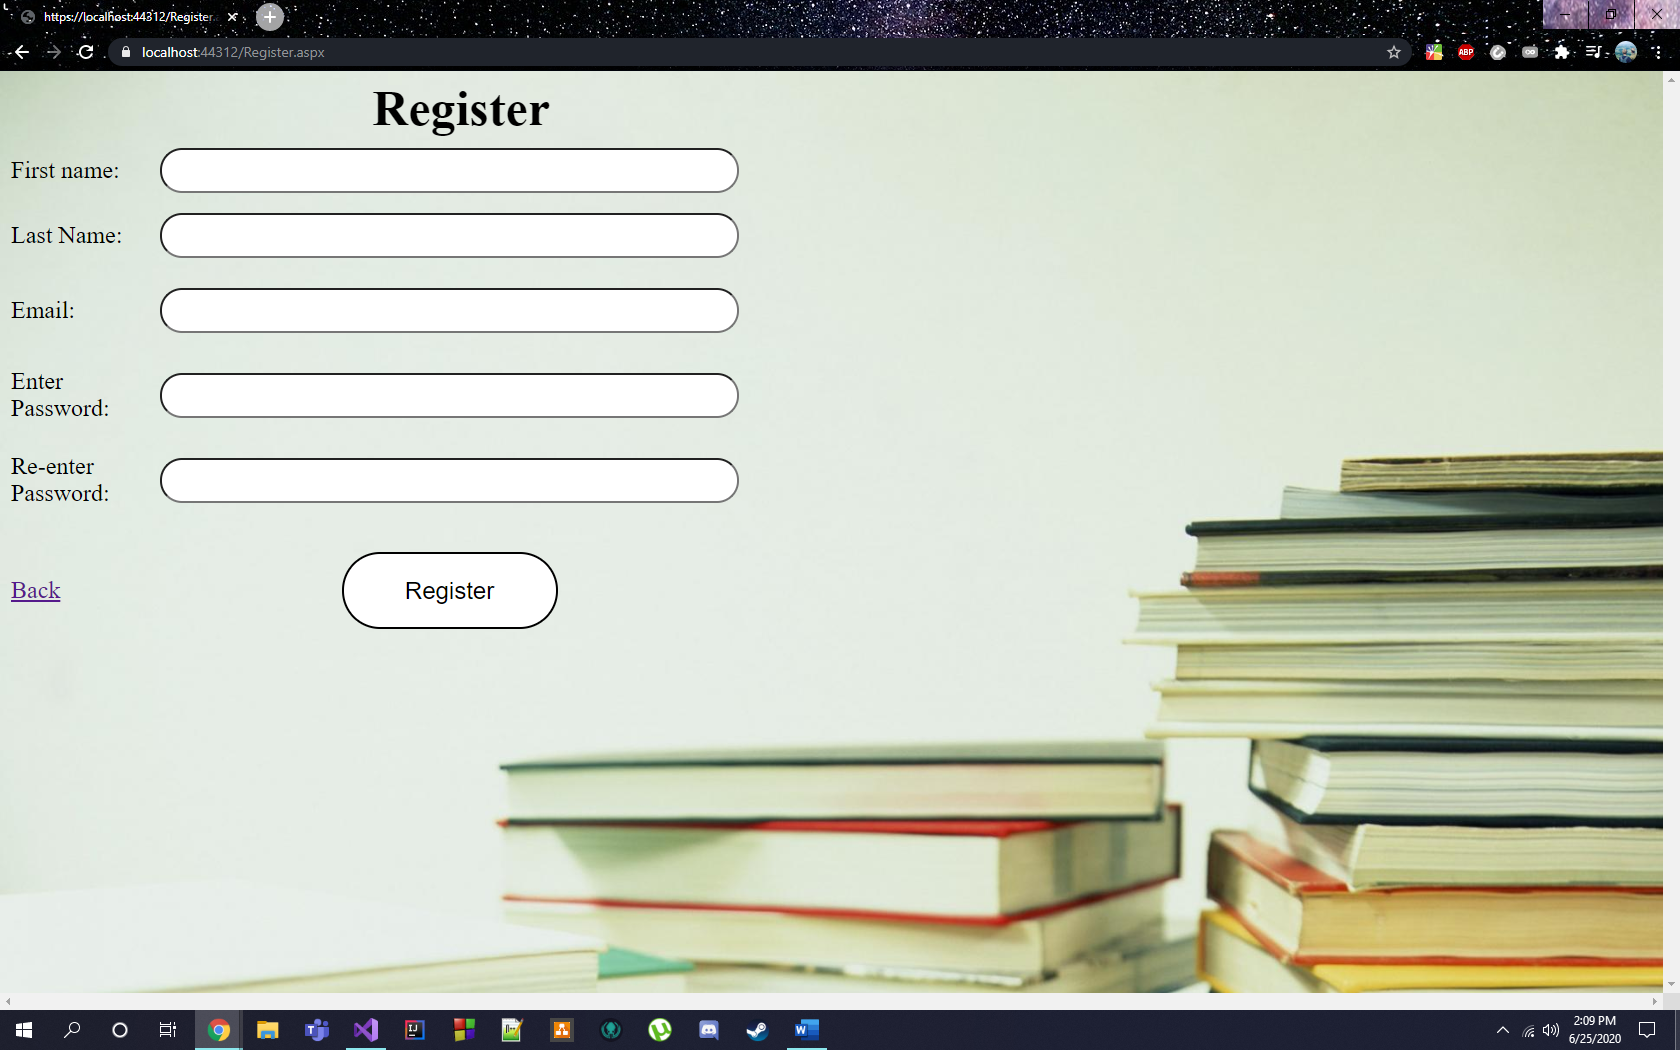 https://localhost:44312/Register
localhost:44312/Register.aspx
ABP
Register
First name:
Last Name:
Email:
Enter
Password:
Re-enter
Password:
Back
Register
2:09 PM
6/25/2020